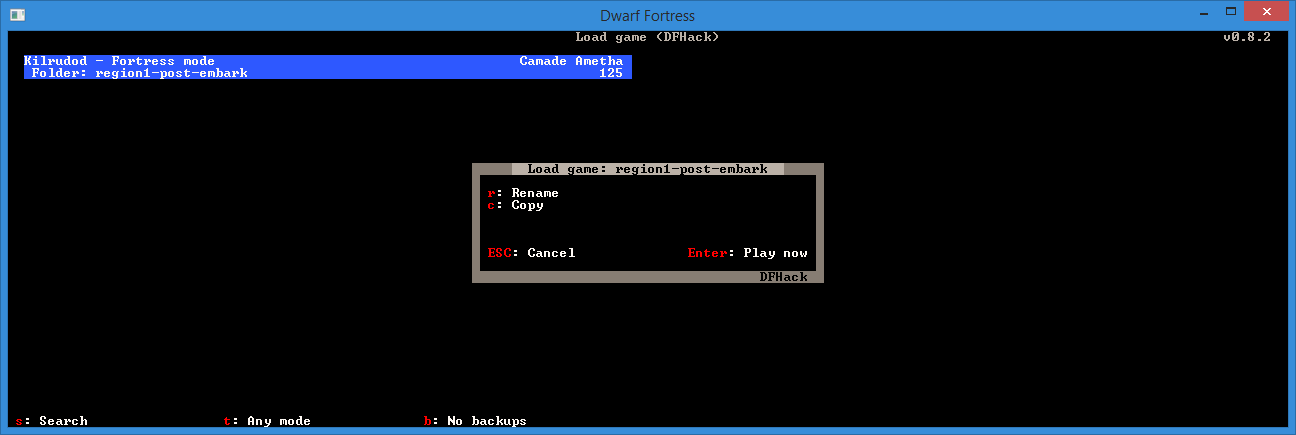 Dwarf Fortress
Load game (DFHack) v0.8.2
Kilrudod - Fortress mode Camade Ametha
Folder: region1-post-embark 125
Load game: region1-post-embark
r: Rename
c: Copy
ESC: Cancel Enter: Play now
DFHack
s: Search t: Any mode b: No backups